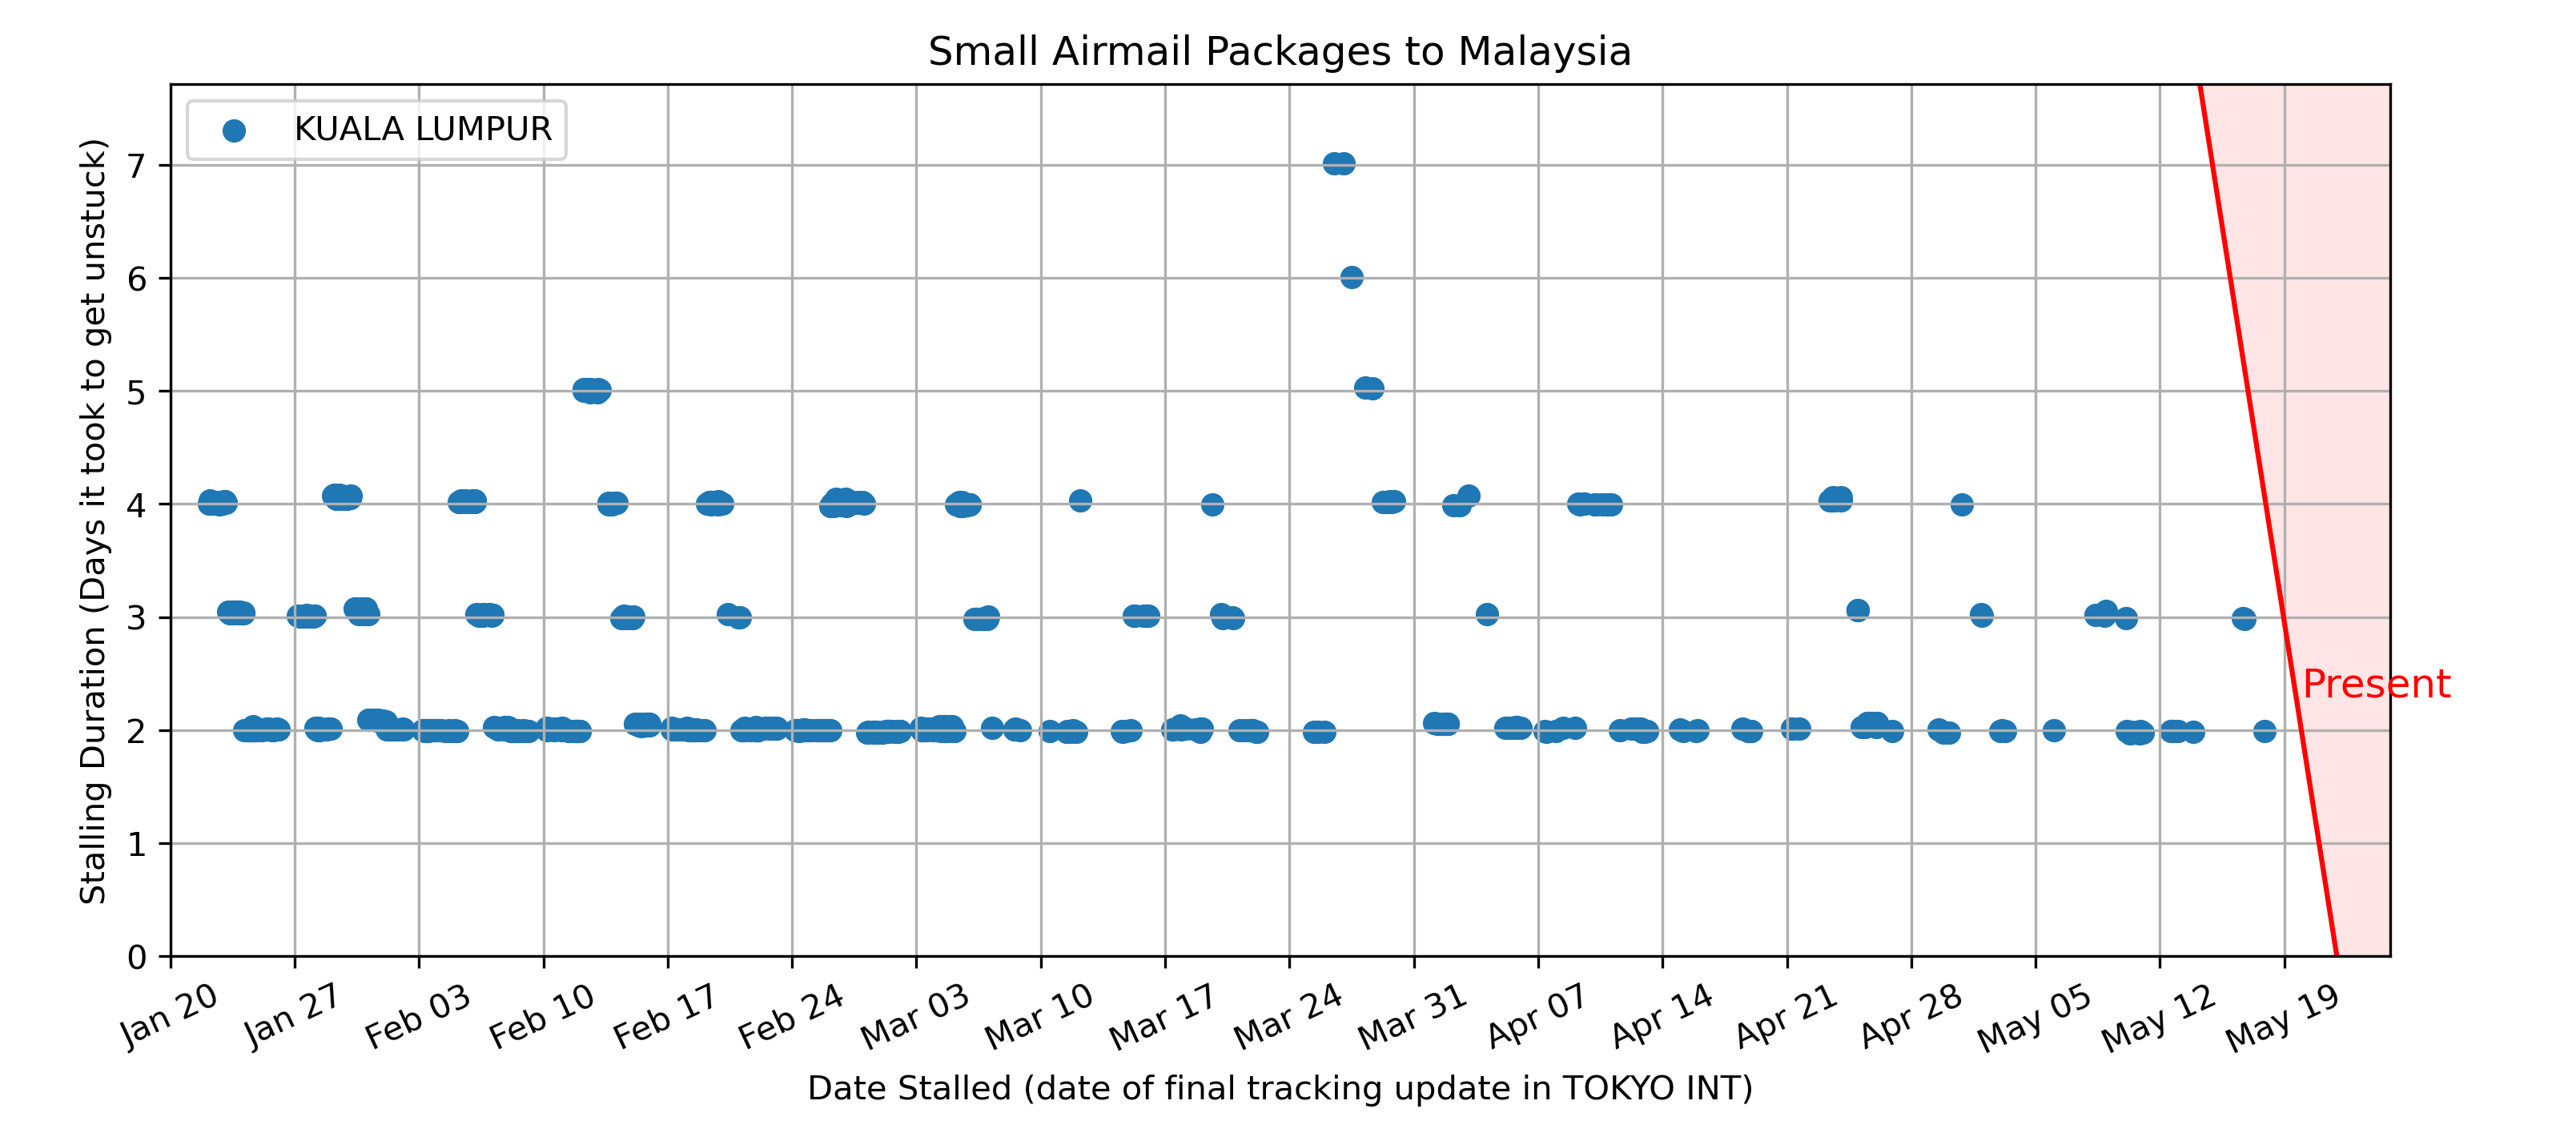 Small Airmail Packages to Malaysia
KUALA LUMPUR
Stalling Duration (Days it took to get unstuck)
7
6
5
4
3
2
1
0
Present
Jan 20 Jan 27 Feb 03 Feb 10 Feb 17 Feb 24 Mar 03 Mar 10 Mar 17 Mar 24 Mar 31 Apr 07 Apr 14 Apr 21 Apr 28 May 05 May 12 May 19
Date Stalled (date of final tracking update in TOKYO INT)